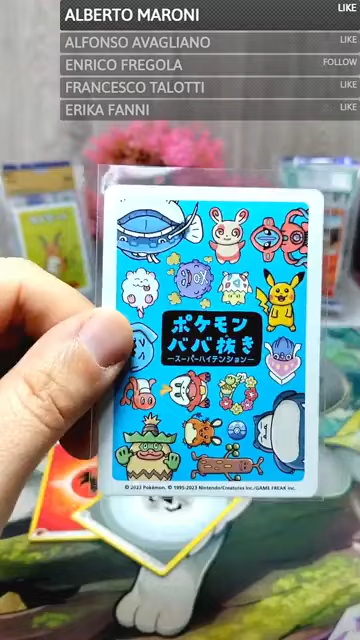 ALBERTO MARONI LIKE
ALFONSO AVAGLIANO LIKE
ENRICO FREGOLA FOLLOW
FRANCESCO TALOTTI LIKE
ERIKA FANNI LIKE
ポケモン
ババ抜き
ースーパーハイテンションー
© 2023 Pokémon. © 1995-2023 Nintendo/Creatures Inc./GAME FREAK inc.